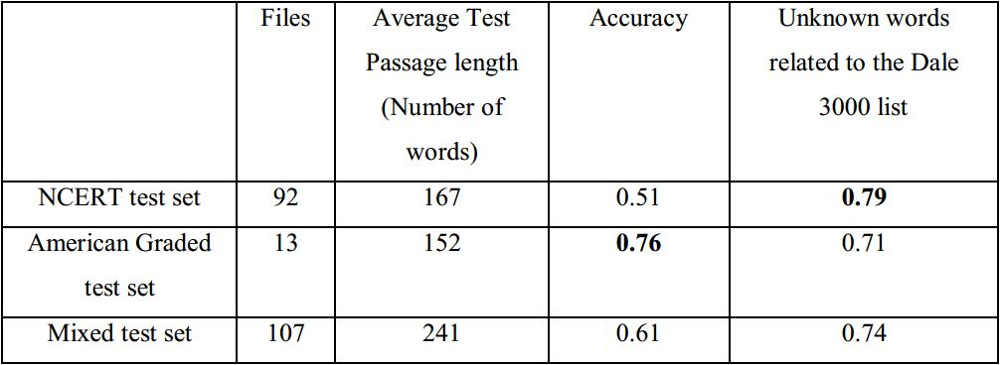 Files
Average Test
Passage length
(Number of
words)
Accuracy
Unknown words
related to the Dale
3000 list
NCERT test set 92 167 0.51 0.79
American Graded
test set
13 152 0.76 0.71
Mixed test set 107 241 0.61 0.74